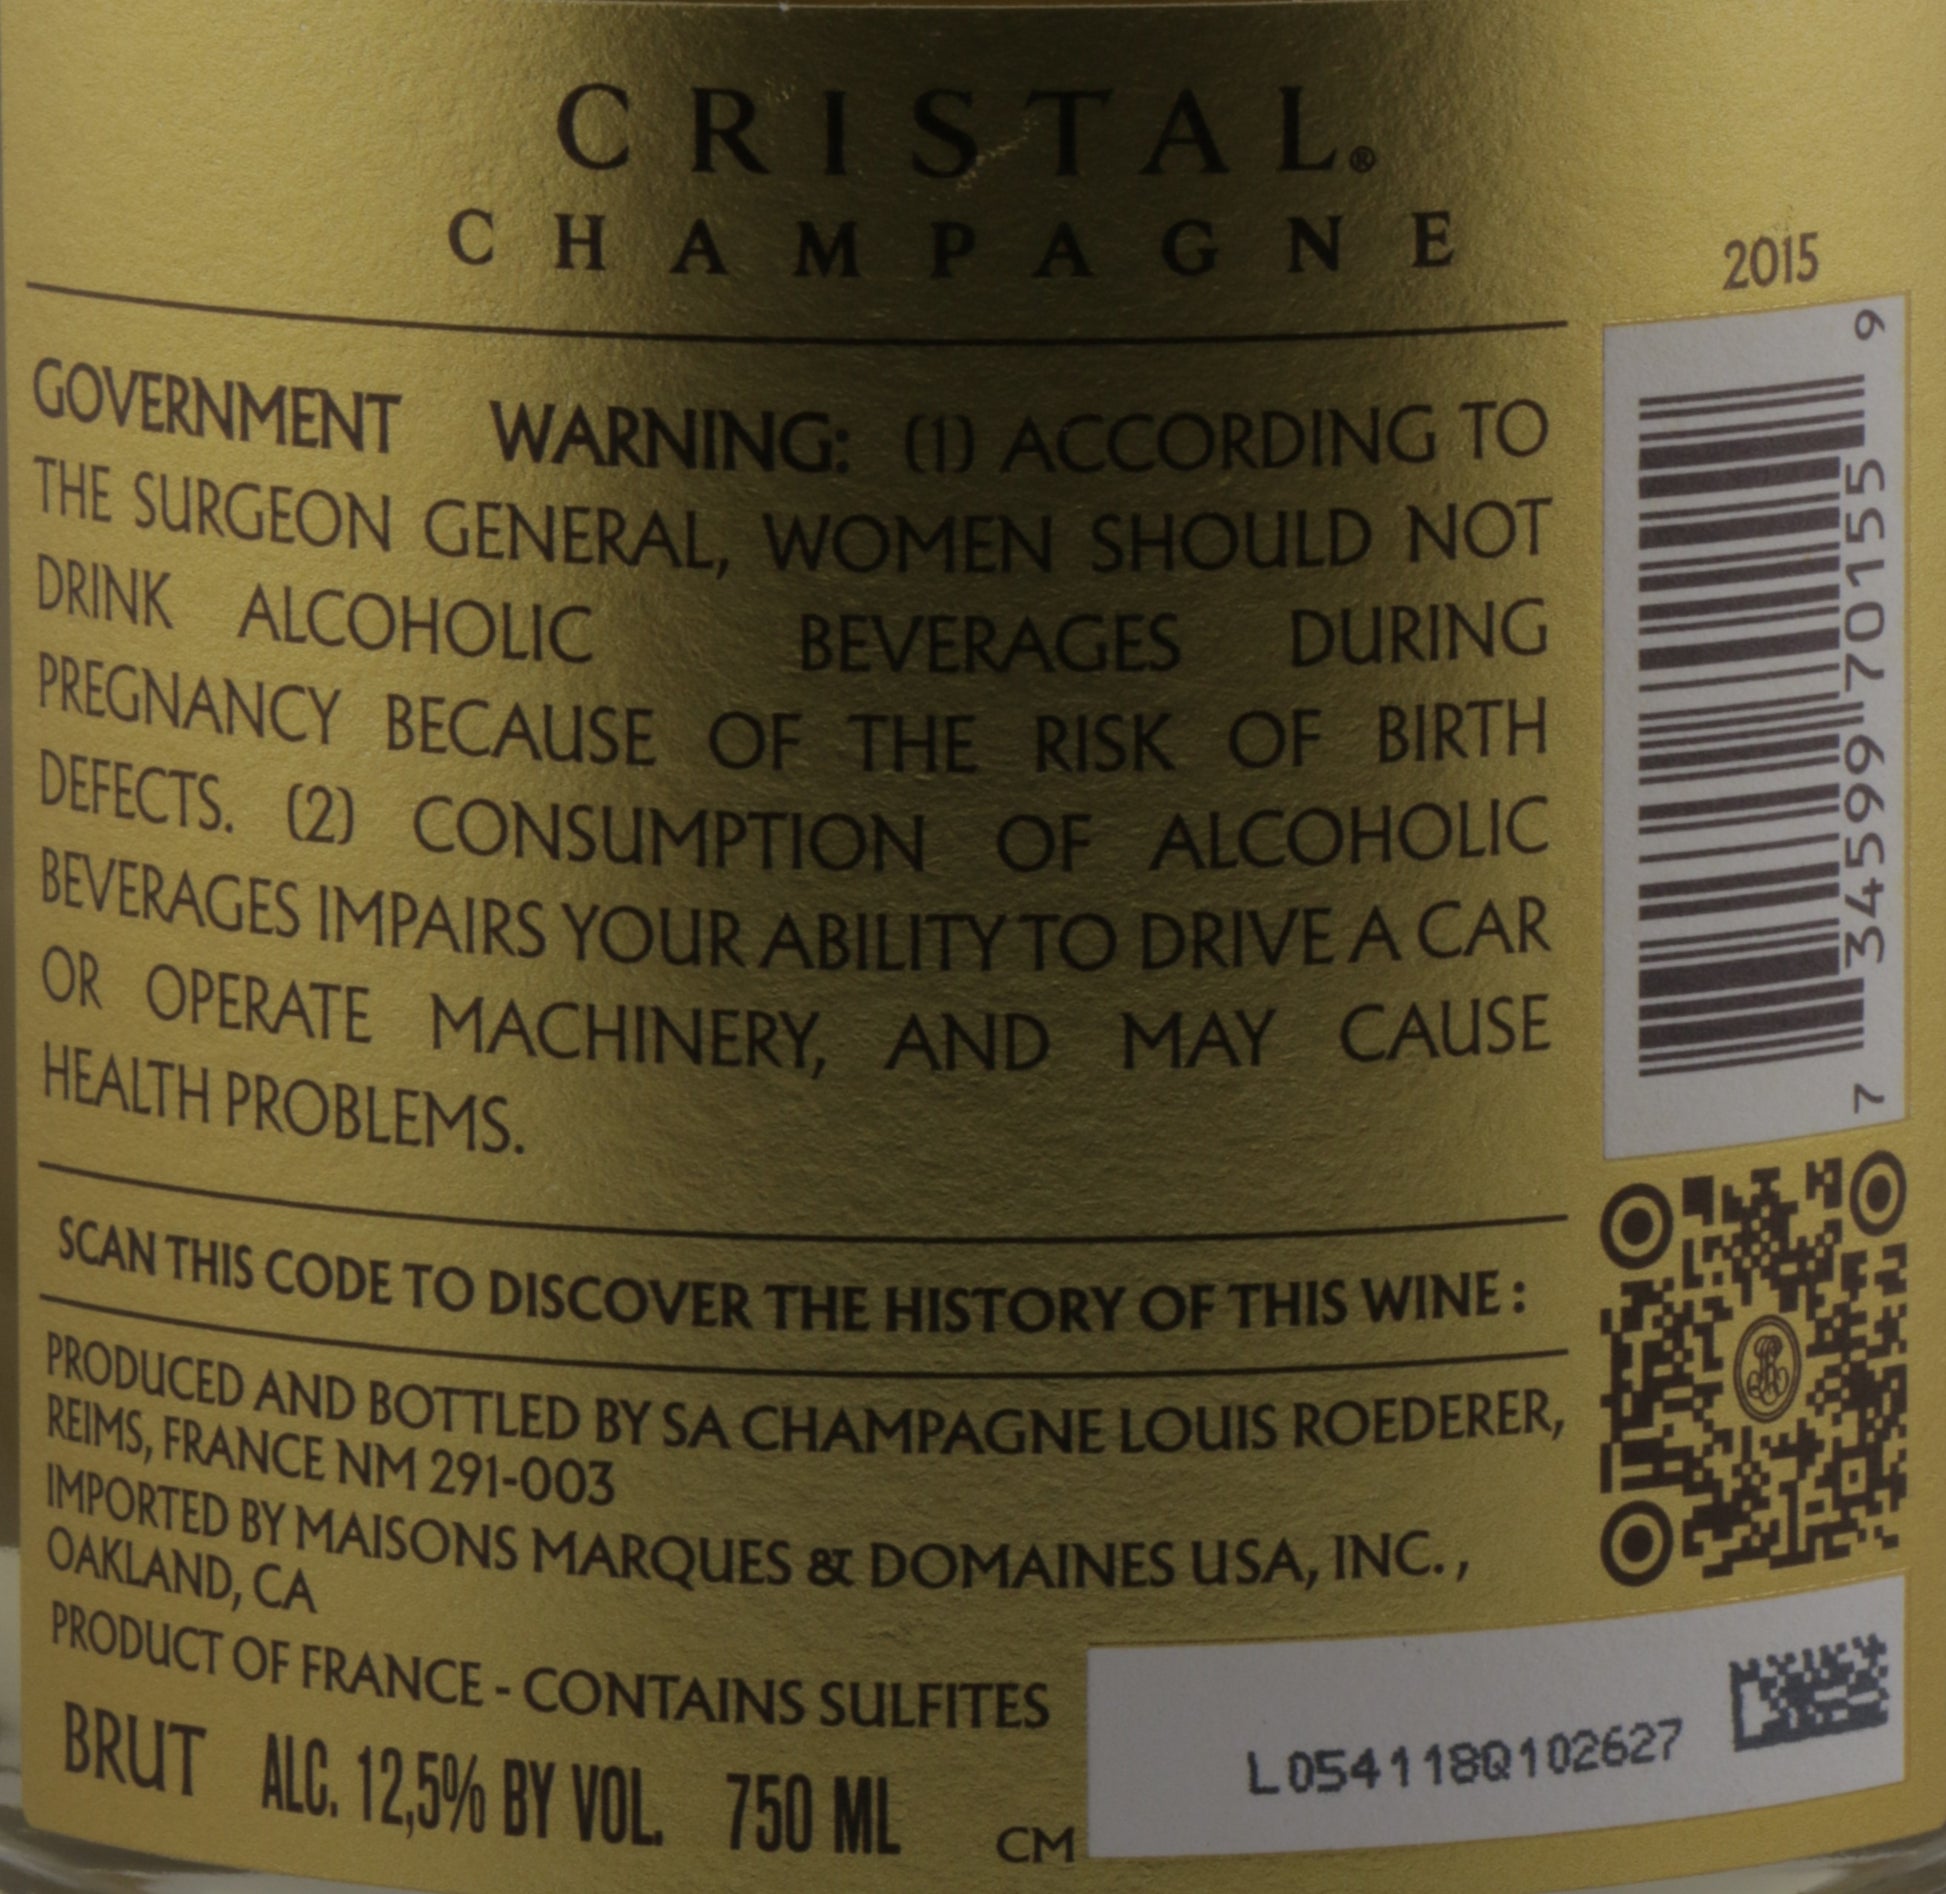 CRISTAL®
CHAMPAGNE
2015
GOVERNMENT WARNING: (1) ACCORDING TO
THE SURGEON GENERAL, WOMEN SHOULD NOT
DRINK ALCOHOLIC BEVERAGES DURING
PREGNANCY BECAUSE OF THE RISK OF BIRTH
DEFECTS. (2) CONSUMPTION OF ALCOHOLIC
BEVERAGES IMPAIRS YOUR ABILITY TO DRIVE A CAR
OR OPERATE MACHINERY, AND MAY CAUSE
HEALTH PROBLEMS.
7 34599 70155 9
SCAN THIS CODE TO DISCOVER THE HISTORY OF THIS WINE :
PRODUCED AND BOTTLED BY SA CHAMPAGNE LOUIS ROEDERER,
REIMS, FRANCE NM 291-003
IMPORTED BY MAISONS MARQUES & DOMAINES USA, INC. ,
OAKLAND, CA
PRODUCT OF FRANCE - CONTAINS SULFITES
BRUT ALC. 12,5% BY VOL. 750 ML CM
L054118Q102627